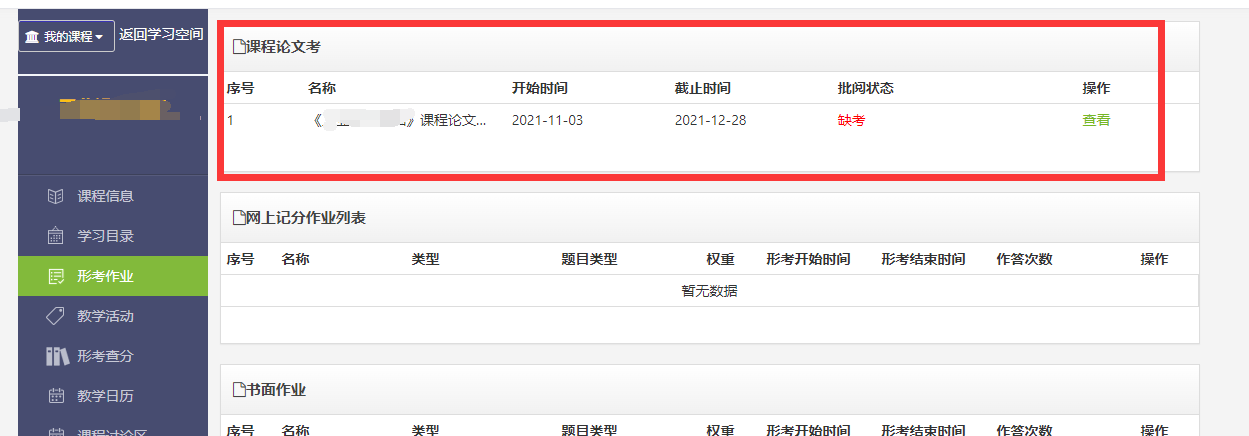 我的课程
返回学习空间
课程信息
学习目录
形考作业
教学活动
形考查分
教学日历
课程讨论区
课程论文考
序号 名称 开始时间 截止时间 批阅状态 操作
1 《 》课程论文... 2021-11-03 2021-12-28 缺考 查看
网上记分作业列表
序号 名称 类型 题目类型 权重 形考开始时间 形考结束时间 作答次数 操作
暂无数据
书面作业
序号 名称 类型 题目类型 权重 形考开始时间 形考结束时间 作答次数 操作